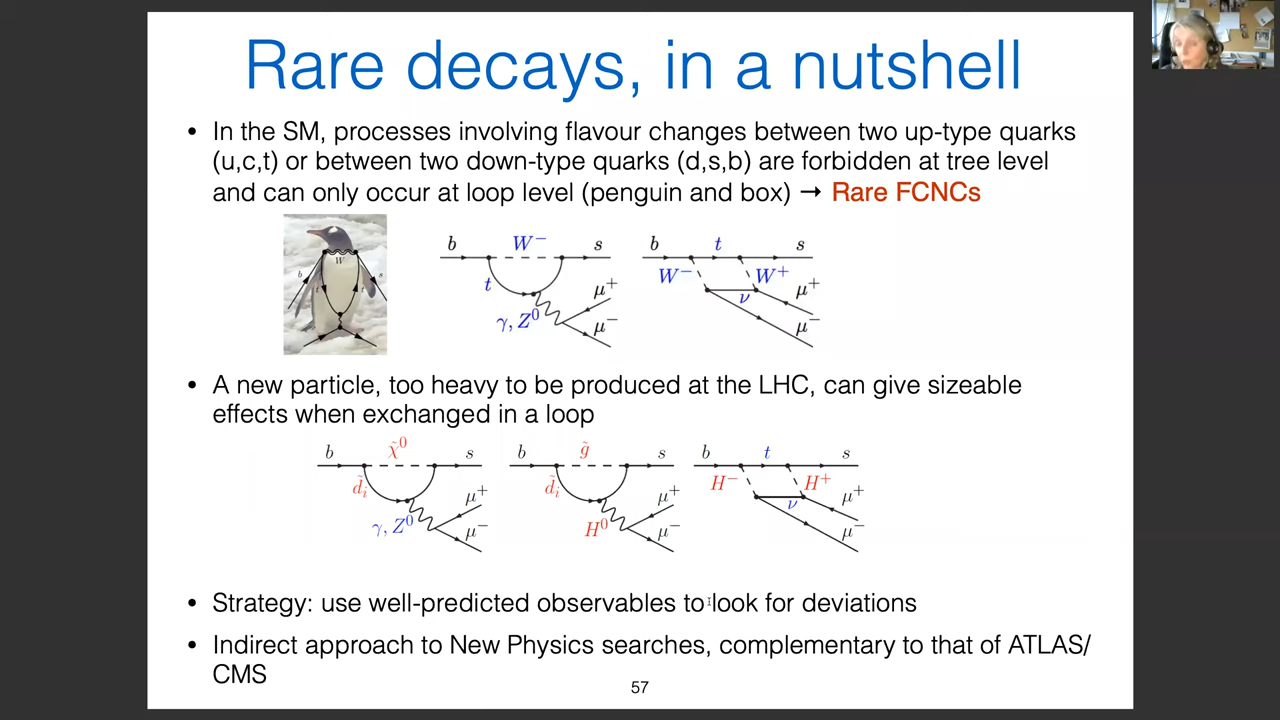 Rare decays, in a nutshell
• In the SM, processes involving flavour changes between two up-type quarks
(u,c,t) or between two down-type quarks (d,s,b) are forbidden at tree level
and can only occur at loop level (penguin and box) → Rare FCNCs
b W s
b W⁻ s
t
μ⁺
γ, Z⁰
μ⁻
b t s
W⁻ W⁺
μ⁺
ν
μ⁻
• A new particle, too heavy to be produced at the LHC, can give sizeable
effects when exchanged in a loop
b χ̃⁰ s
d̃ᵢ
μ⁺
γ, Z⁰
μ⁻
b g̃ s
d̃ᵢ
μ⁺
H⁰
μ⁻
b t s
H⁻ H⁺
μ⁺
ν
μ⁻
• Strategy: use well-predicted observables to look for deviations
• Indirect approach to New Physics searches, complementary to that of ATLAS/
CMS
57